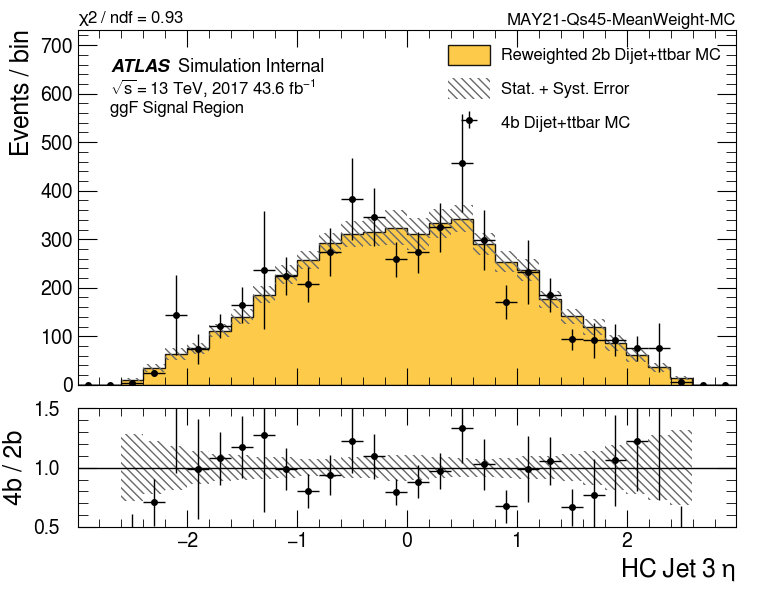 χ2 / ndf = 0.93
MAY21-Qs45-MeanWeight-MC
Events / bin
700
600
500
400
300
200
100
0
ATLAS Simulation Internal
√s = 13 TeV, 2017 43.6 fb⁻¹
ggF Signal Region
Reweighted 2b Dijet+ttbar MC
Stat. + Syst. Error
4b Dijet+ttbar MC
4b / 2b
1.5
1.0
0.5
−2 −1 0 1 2
HC Jet 3 η